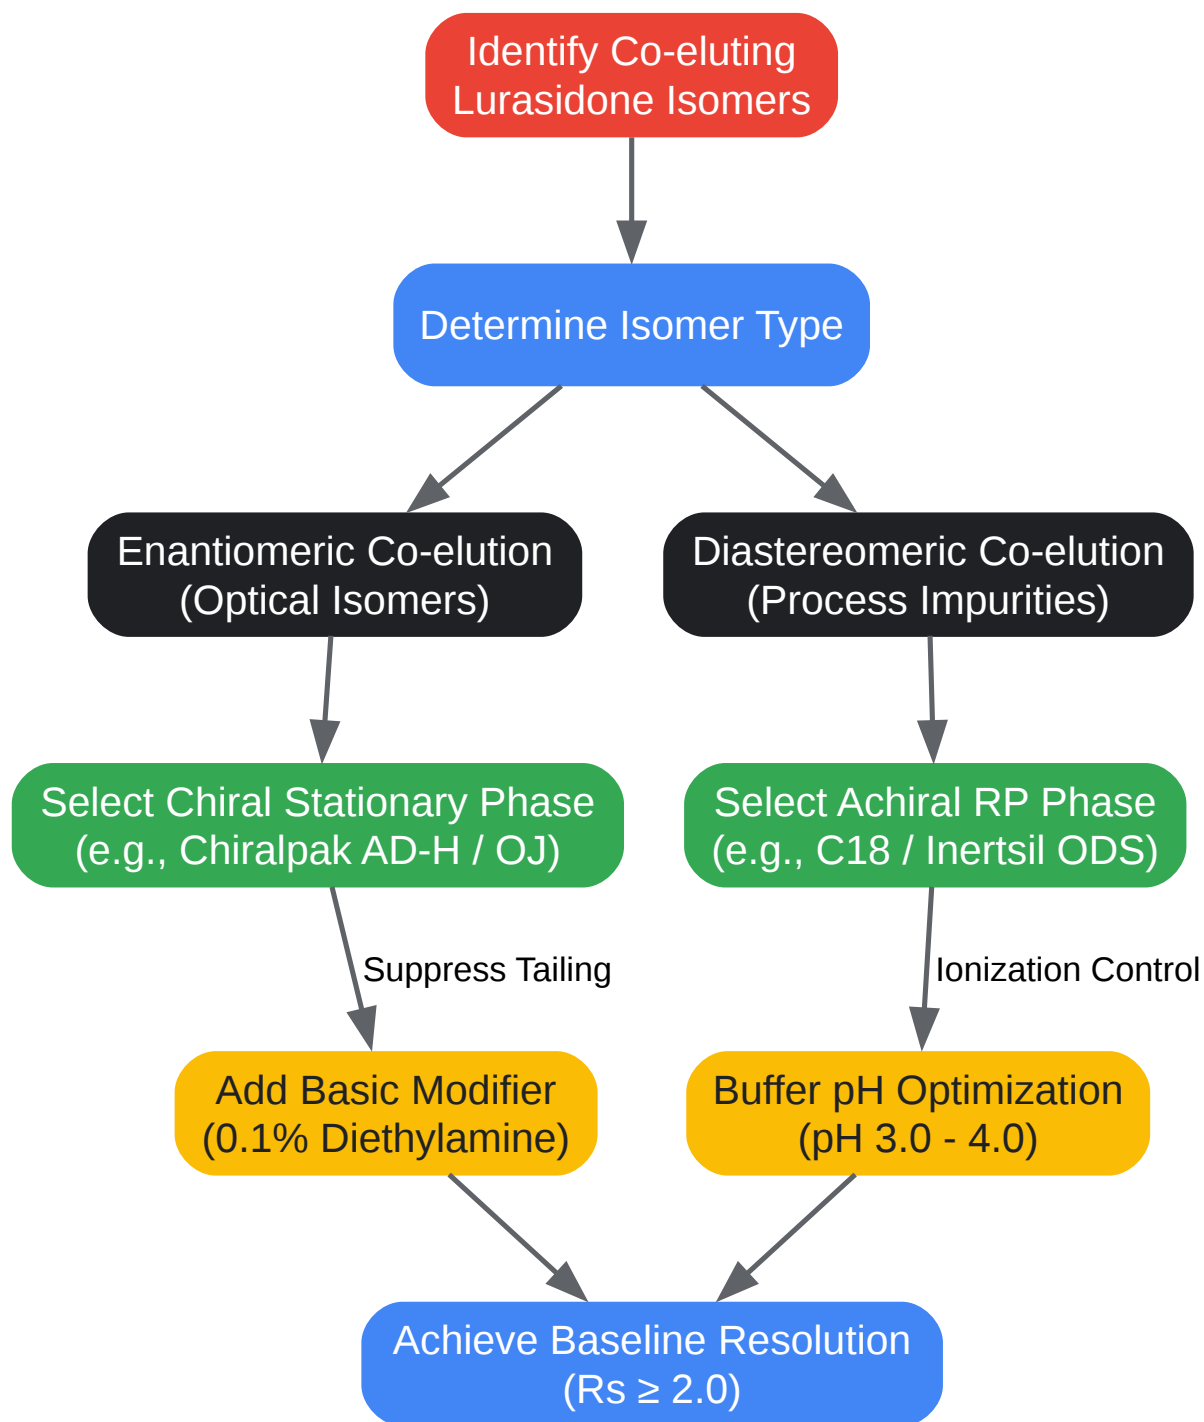 Identify Co-eluting
Lurasidone Isomers
Determine Isomer Type
Enantiomeric Co-elution
(Optical Isomers)
Diastereomeric Co-elution
(Process Impurities)
Select Chiral Stationary Phase
(e.g., Chiralpak AD-H / OJ)
Select Achiral RP Phase
(e.g., C18 / Inertsil ODS)
Suppress Tailing
Ionization Control
Add Basic Modifier
(0.1% Diethylamine)
Buffer pH Optimization
(pH 3.0 - 4.0)
Achieve Baseline Resolution
(Rs ≥ 2.0)